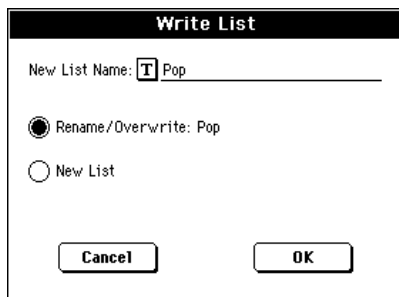 Write List
New List Name: T Pop
Rename/Overwrite: Pop
New List
Cancel OK